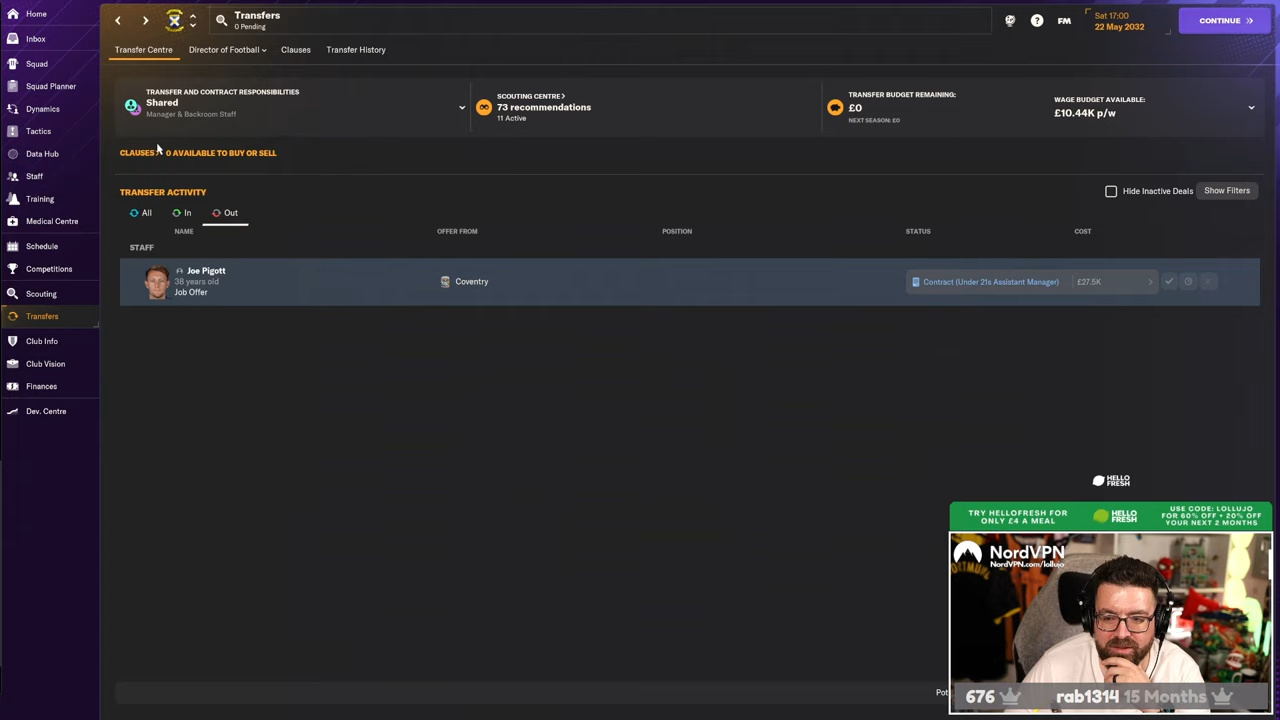 Home
Inbox
Squad
Squad Planner
Dynamics
Tactics
Data Hub
Staff
Training
Medical Centre
Schedule
Competitions
Scouting
Transfers
Club Info
Club Vision
Finances
Dev. Centre
Transfers
0 Pending
FM
Sat 17:00
22 May 2032
CONTINUE
Transfer Centre
Director of Football
Clauses
Transfer History
TRANSFER AND CONTRACT RESPONSIBILITIES
Shared
Manager & Backroom Staff
SCOUTING CENTRE >
73 recommendations
11 Active
TRANSFER BUDGET REMAINING:
£0
NEXT SEASON: £0
WAGE BUDGET AVAILABLE:
£10.44K p/w
CLAUSES
0 AVAILABLE TO BUY OR SELL
TRANSFER ACTIVITY
Hide Inactive Deals
Show Filters
All
In
Out
NAME
OFFER FROM
POSITION
STATUS
COST
STAFF
Joe Pigott
38 years old
Job Offer
Coventry
Contract (Under 21s Assistant Manager)
£27.5K
HELLO
FRESH
TRY HELLOFRESH FOR
ONLY £4 A MEAL
HELLO
FRESH
USE CODE: LOLLUJO
FOR 60% OFF + 20% OFF
YOUR NEXT 2 MONTHS
NordVPN
NordVPN.com/lollujo
Pot
676
rab1314 15 Months